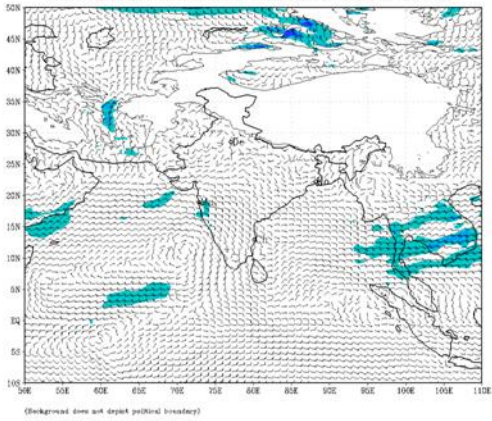 50N
45N
40N
35N
30N
25N
20N
15N
10N
5N
EQ
5S
10S
50E 55E 60E 65E 70E 75E 80E 85E 90E 95E 100E 105E 110E
(Background does not depict political boundary)